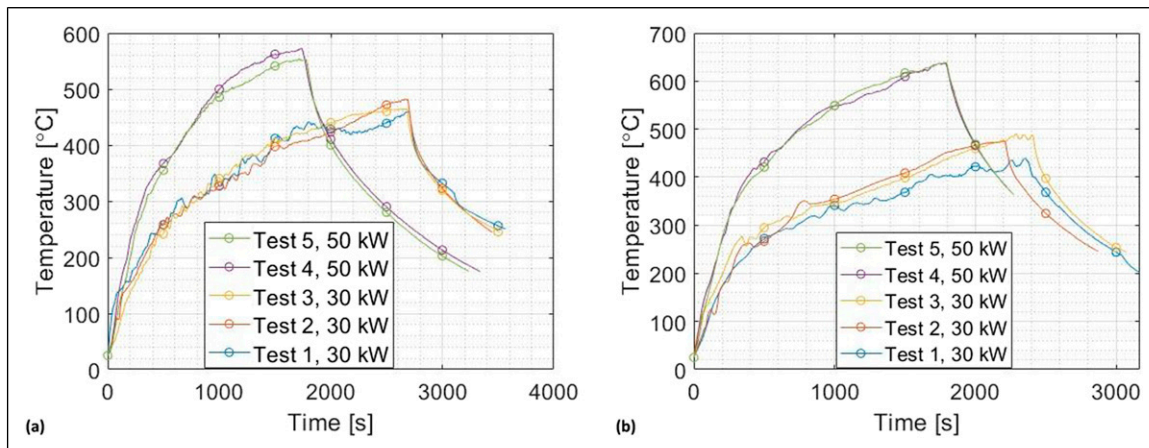 600
500
400
300
200
100
0
Temperature [°C]
Test 5, 50 kW
Test 4, 50 kW
Test 3, 30 kW
Test 2, 30 kW
Test 1, 30 kW
0 1000 2000 3000 4000
Time [s]
(a)
700
600
500
400
300
200
100
0
Temperature [°C]
Test 5, 50 kW
Test 4, 50 kW
Test 3, 30 kW
Test 2, 30 kW
Test 1, 30 kW
0 1000 2000 3000
Time [s]
(b)